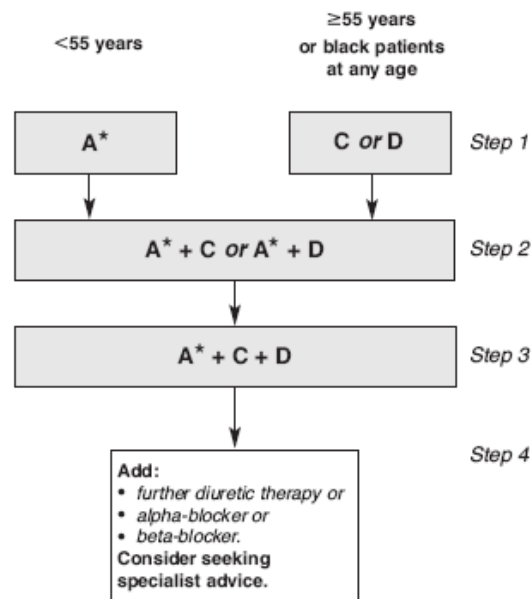 <55 years
≥55 years
or black patients
at any age
A*
C or D
Step 1
A* + C or A* + D
Step 2
A* + C + D
Step 3
Step 4
Add:
• further diuretic therapy or
• alpha-blocker or
• beta-blocker.
Consider seeking
specialist advice.